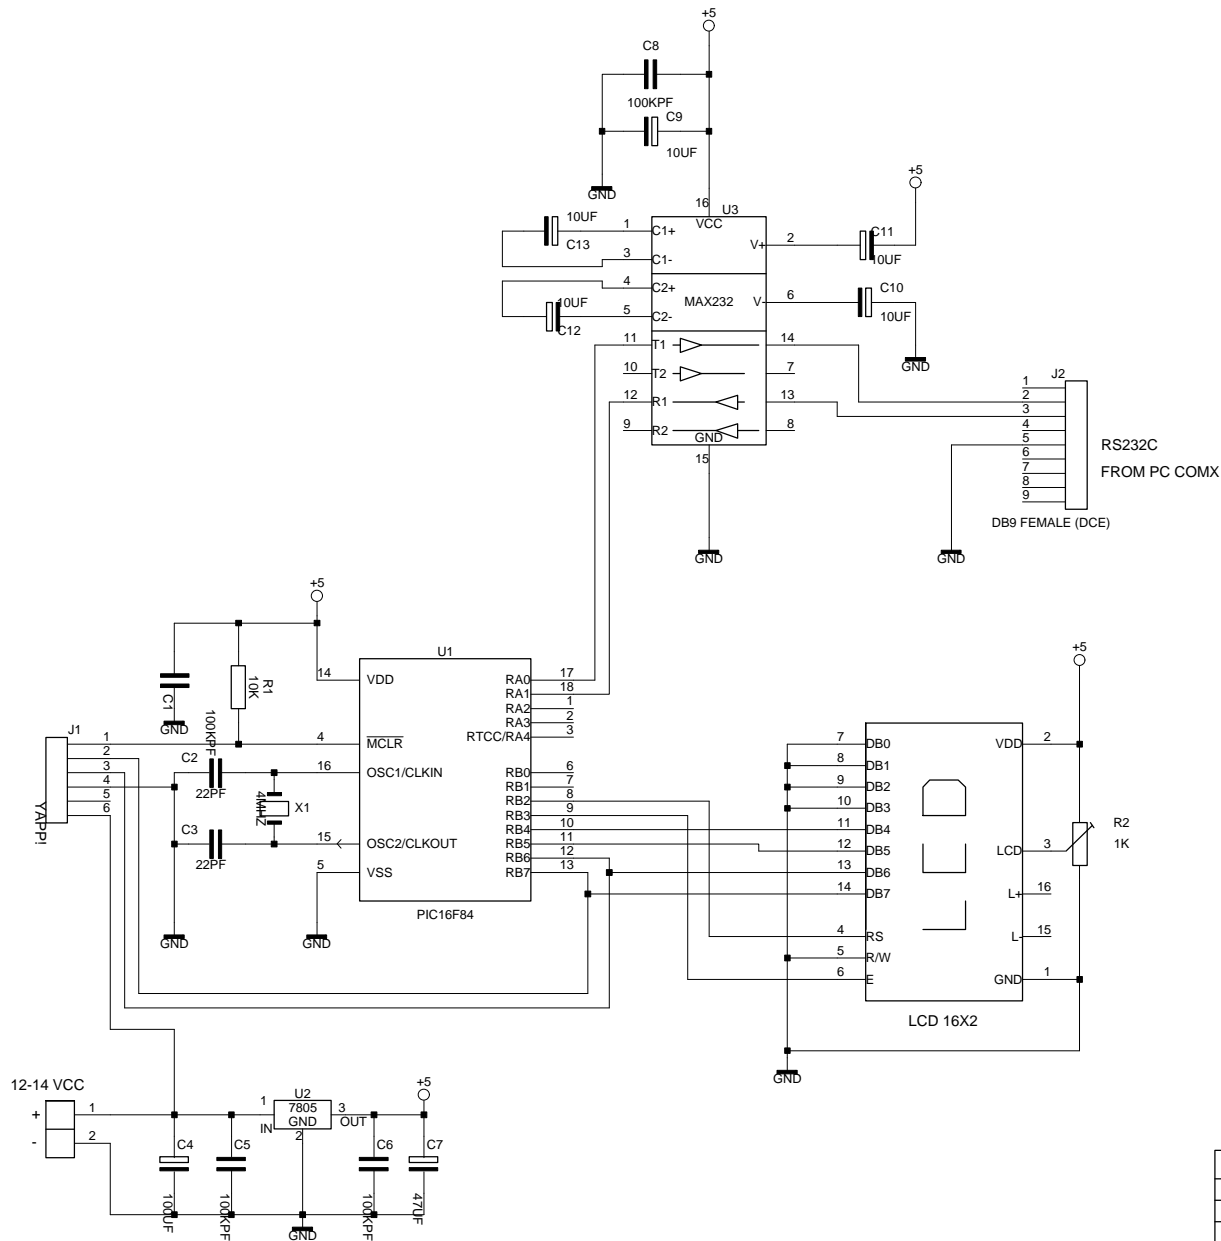 +5
C8
100KPF
C9
10UF
GND
+5
16
U3
VCC
10UF
C13
1
C1+
3
C1-
V+
2
C11
10UF
4
C2+
10UF
C12
5
C2-
MAX232
V-
6
C10
10UF
GND
11
T1
14
10
T2
7
12
R1
13
9
R2
8
GND
15
GND
J2
1
2
3
4
5
6
7
8
9
RS232C
FROM PC COMX
DB9 FEMALE (DCE)
GND
+5
C1
100KPF
GND
R1
10K
U1
14
VDD
4
MCLR
16
OSC1/CLKIN
15
OSC2/CLKOUT
5
VSS
RA0
17
RA1
18
RA2
1
RA3
2
RTCC/RA4
3
RB0
6
RB1
7
RB2
8
RB3
9
RB4
10
RB5
11
RB6
12
RB7
13
PIC16F84
J1
1
2
3
4
5
6
YAPP!
C2
22PF
X1
4MHZ
C3
22PF
GND
GND
+5
7
DB0
8
DB1
9
DB2
10
DB3
11
DB4
12
DB5
13
DB6
14
DB7
4
RS
5
R/W
6
E
VDD
2
LCD
3
L+
16
L-
15
GND
1
LCD
R2
1K
LCD 16X2
GND
12-14 VCC
+
1
-
2
C4
100UF
C5
100KPF
U2
7805
GND
1
IN
2
3
OUT
GND
C6
100KPF
+5
C7
47UF